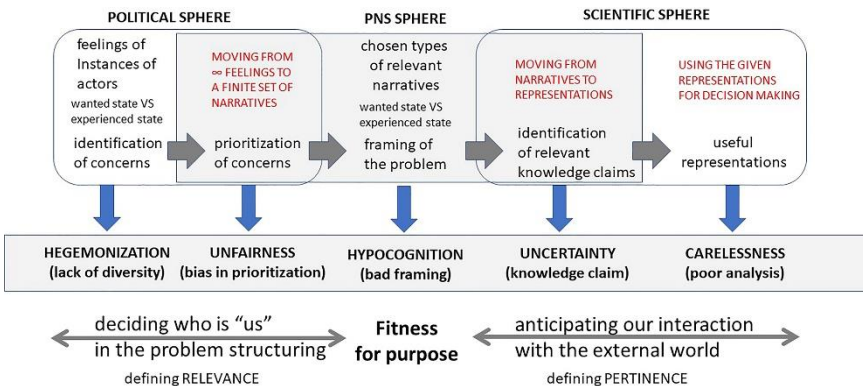 POLITICAL SPHERE
PNS SPHERE
SCIENTIFIC SPHERE
feelings of
Instances of
actors
wanted state VS
experienced state
identification
of concerns
MOVING FROM
∞ FEELINGS TO
A FINITE SET OF
NARRATIVES
prioritization
of concerns
chosen types
of relevant
narratives
wanted state VS
experienced state
framing of
the problem
MOVING FROM
NARRATIVES TO
REPRESENTATIONS
identification
of relevant
knowledge claims
USING THE GIVEN
REPRESENTATIONS
FOR DECISION MAKING
useful
representations
HEGEMONIZATION
(lack of diversity)
UNFAIRNESS
(bias in prioritization)
HYPOCOGNITION
(bad framing)
UNCERTAINTY
(knowledge claim)
CARELESSNESS
(poor analysis)
deciding who is “us”
in the problem structuring
defining RELEVANCE
Fitness
for purpose
anticipating our interaction
with the external world
defining PERTINENCE